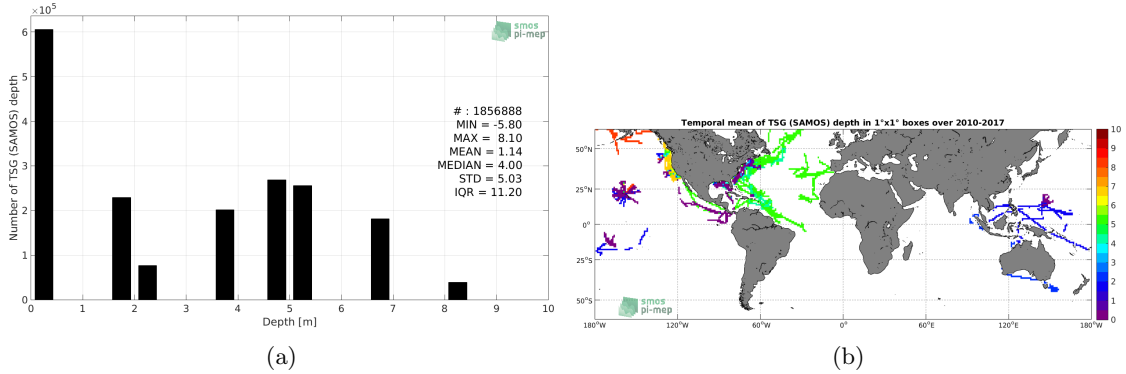 ×10⁵
6
5
4
3
2
1
0
Number of TSG (SAMOS) depth
smos
pi-mep
# : 1856888
MIN = -5.80
MAX = 8.10
MEAN = 1.14
MEDIAN = 4.00
STD = 5.03
IQR = 11.20
0 1 2 3 4 5 6 7 8 9 10
Depth [m]
(a)
Temporal mean of TSG (SAMOS) depth in 1°x1° boxes over 2010-2017
50°N
25°N
0°
25°S
50°S
smos
pi-mep
180°W 120°W 60°W 0° 60°E 120°E 180°W
10
9
8
7
6
5
4
3
2
1
0
(b)